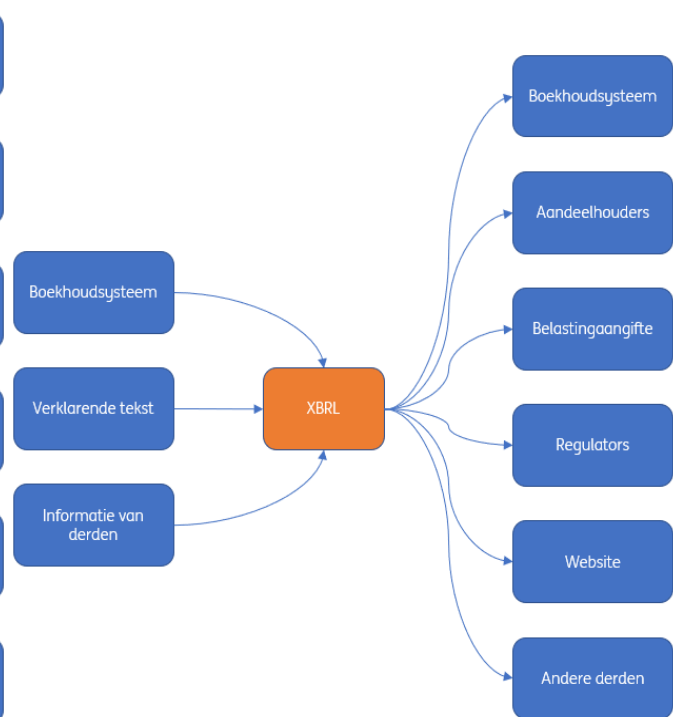 Boekhoudsysteem
Verklarende tekst
Informatie van
derden
XBRL
Boekhoudsysteem
Aandeelhouders
Belastingaangifte
Regulators
Website
Andere derden